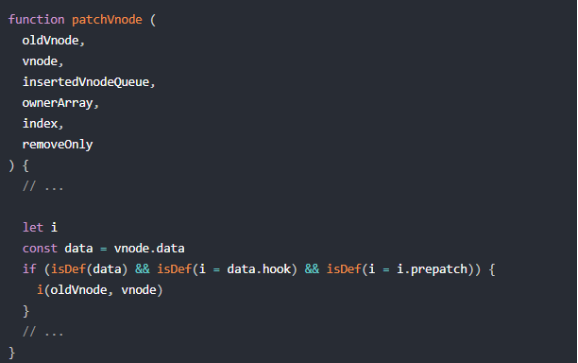 function patchVnode (
  oldVnode,
  vnode,
  insertedVnodeQueue,
  ownerArray,
  index,
  removeOnly
) {
  // ...

  let i
  const data = vnode.data
  if (isDef(data) && isDef(i = data.hook) && isDef(i = i.prepatch)) {
    i(oldVnode, vnode)
  }
  // ...
}